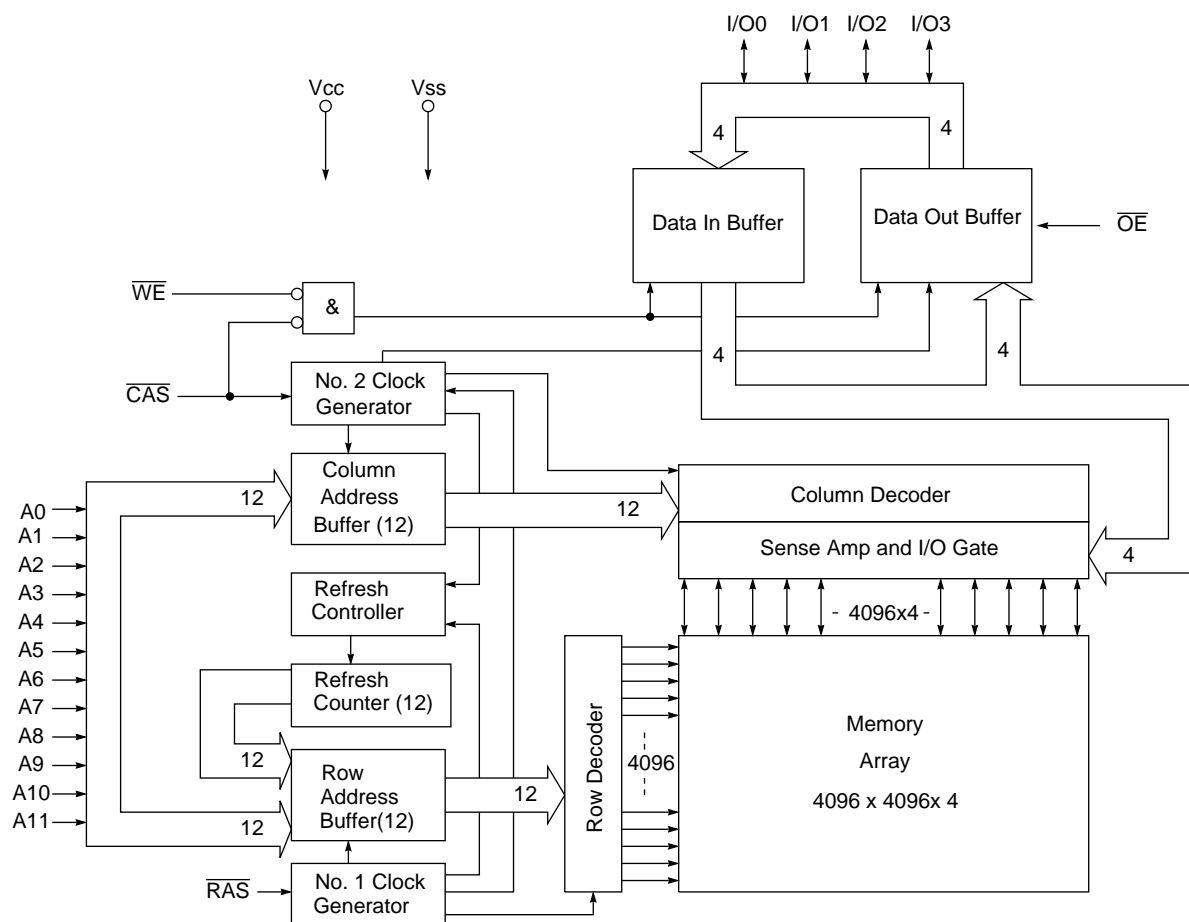 I/O0 I/O1 I/O2 I/O3
Vcc Vss
4 4
Data In Buffer
Data Out Buffer
OE
WE
&
4
4
CAS
No. 2 Clock
Generator
Column
Address
Buffer (12)
12
12
Column Decoder
Sense Amp and I/O Gate
4
A0
A1
A2
A3
A4
A5
A6
A7
A8
A9
A10
A11
Refresh
Controller
- 4096x4 -
Refresh
Counter (12)
12
Row
Address
Buffer(12)
12
12
Row Decoder
4096
Memory
Array
4096 x 4096x 4
RAS
No. 1 Clock
Generator